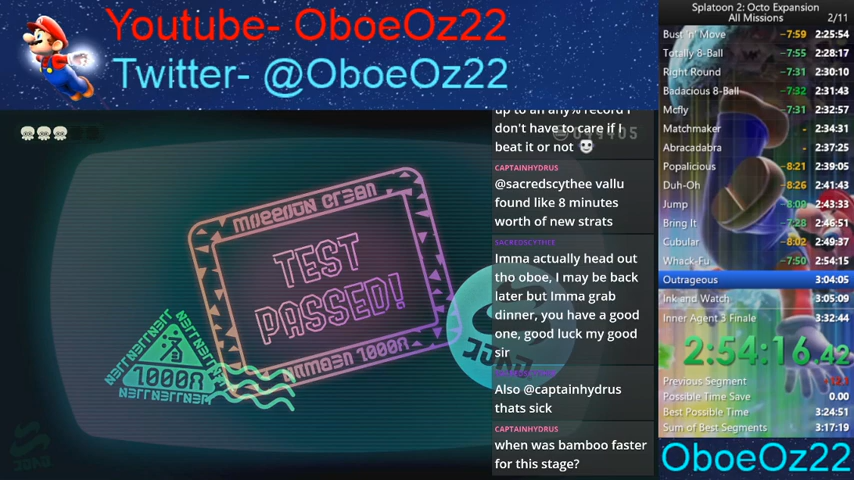 Youtube- OboeOz22
Twitter- @OboeOz22
Splatoon 2: Octo Expansion
All Missions 2/11
Bust 'n' Move -7:59 2:25:54
Totally 8-Ball -7:55 2:28:17
Right Round -7:31 2:30:10
Badacious 8-Ball -7:32 2:31:43
Mcfly -7:31 2:32:57
Matchmaker - 2:34:31
Abracadabra - 2:37:25
Popalicious -8:21 2:39:05
Duh-Oh -8:26 2:41:43
Jump 2:43:33
Bring It -7:28 2:46:51
Cubular -8:02 2:49:37
Whack-Fu -7:50 2:54:15
Outrageous 3:04:05
Ink and Watch 3:05:09
Inner Agent 3 Finale 3:32:44
2:54:16.42
Previous Segment
Possible Time Save 0.00
Best Possible Time 3:24:51
Sum of Best Segments 3:17:19
OboeOz22
up to an any% record I
don't have to care if I
beat it or not
CAPTAINHYDRUS
@sacredscythee vallu
found like 8 minutes
worth of new strats
SACREDSCYTHEE
Imma actually head out
tho oboe, I may be back
later but Imma grab
dinner, you have a good
one, good luck my good
sir
Also @captainhydrus
thats sick
CAPTAINHYDRUS
when was bamboo faster
for this stage?
TEST
PASSED!
1000